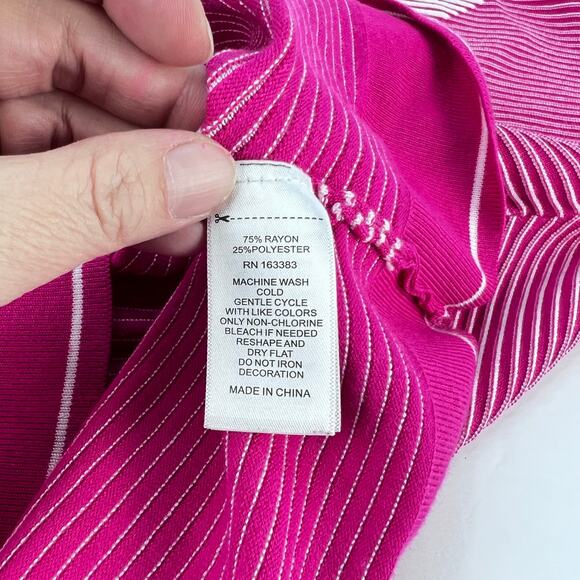 75% RAYON
25%POLYESTER
RN 163383
MACHINE WASH
COLD
GENTLE CYCLE
WITH LIKE COLORS
ONLY NON-CHLORINE
BLEACH IF NEEDED
RESHAPE AND
DRY FLAT
DO NOT IRON
DECORATION
MADE IN CHINA